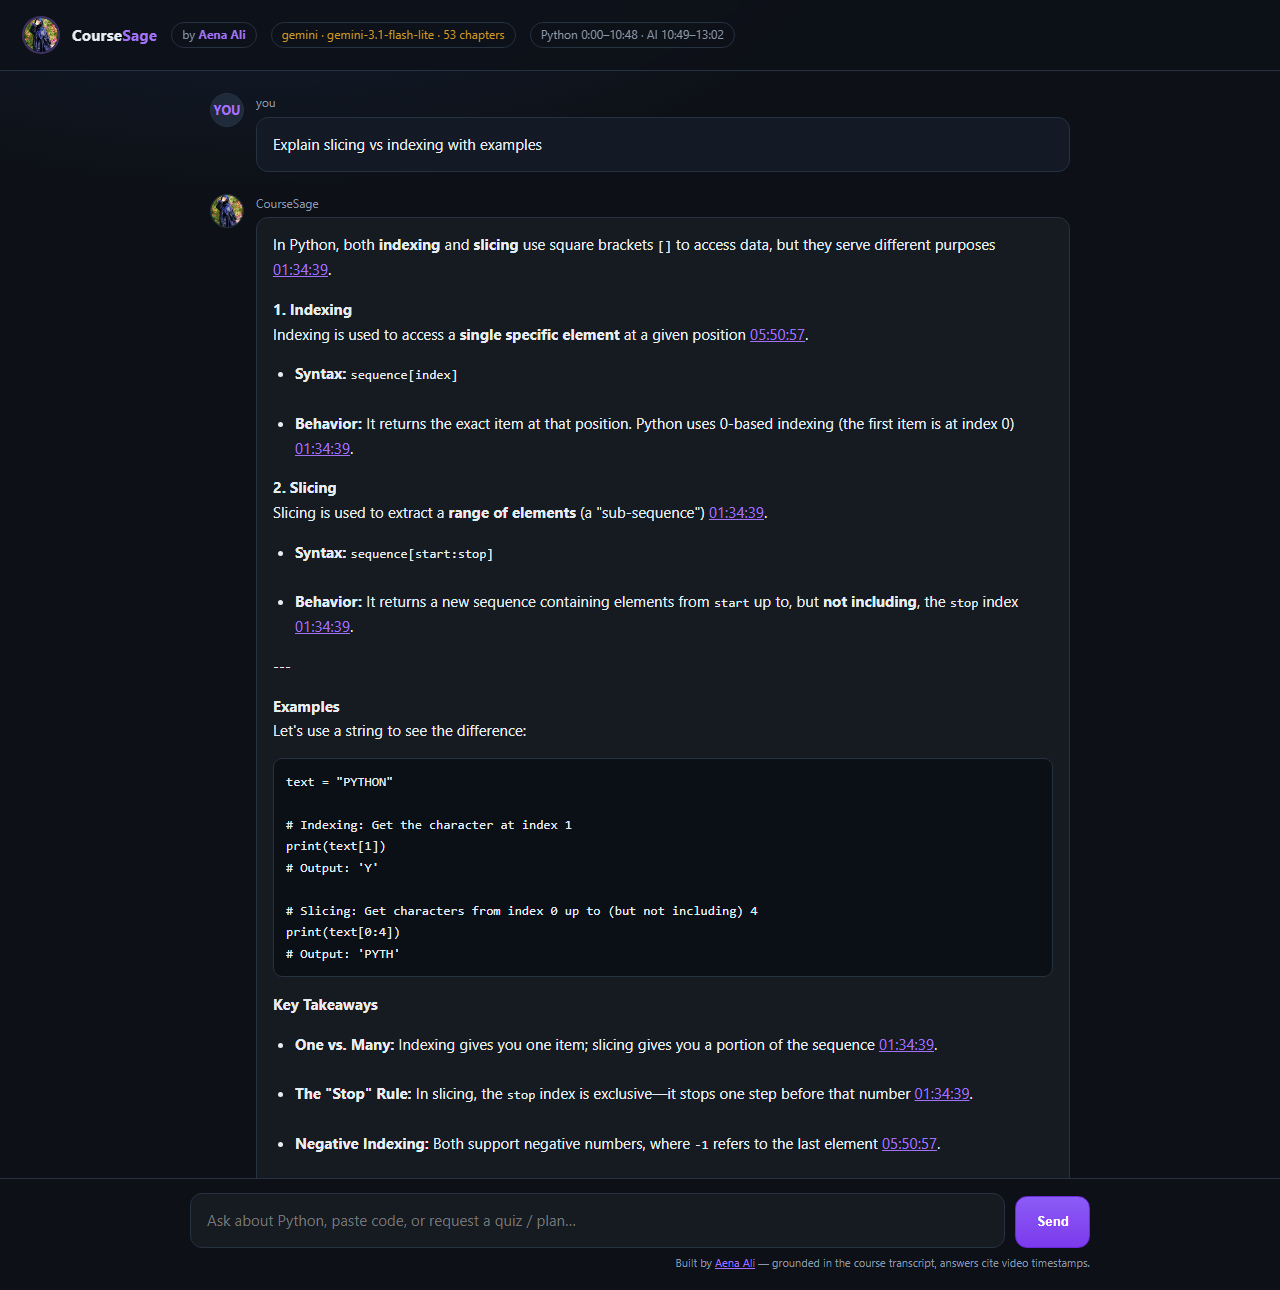 CourseSage
by Aena Ali
gemini · gemini-3.1-flash-lite · 53 chapters
Python 0:00–10:48 · AI 10:49–13:02
YOU
you
Explain slicing vs indexing with examples
CourseSage
In Python, both indexing and slicing use square brackets [] to access data, but they serve different purposes
01:34:39.
1. Indexing
Indexing is used to access a single specific element at a given position 05:50:57.
• Syntax: sequence[index]
• Behavior: It returns the exact item at that position. Python uses 0-based indexing (the first item is at index 0)
01:34:39.
2. Slicing
Slicing is used to extract a range of elements (a "sub-sequence") 01:34:39.
• Syntax: sequence[start:stop]
• Behavior: It returns a new sequence containing elements from start up to, but not including, the stop index
01:34:39.
---
Examples
Let's use a string to see the difference:
text = "PYTHON"
# Indexing: Get the character at index 1
print(text[1])
# Output: 'Y'
# Slicing: Get characters from index 0 up to (but not including) 4
print(text[0:4])
# Output: 'PYTH'
Key Takeaways
• One vs. Many: Indexing gives you one item; slicing gives you a portion of the sequence 01:34:39.
• The "Stop" Rule: In slicing, the stop index is exclusive—it stops one step before that number 01:34:39.
• Negative Indexing: Both support negative numbers, where -1 refers to the last element 05:50:57.
Ask about Python, paste code, or request a quiz / plan...
Send
Built by Aena Ali — grounded in the course transcript, answers cite video timestamps.